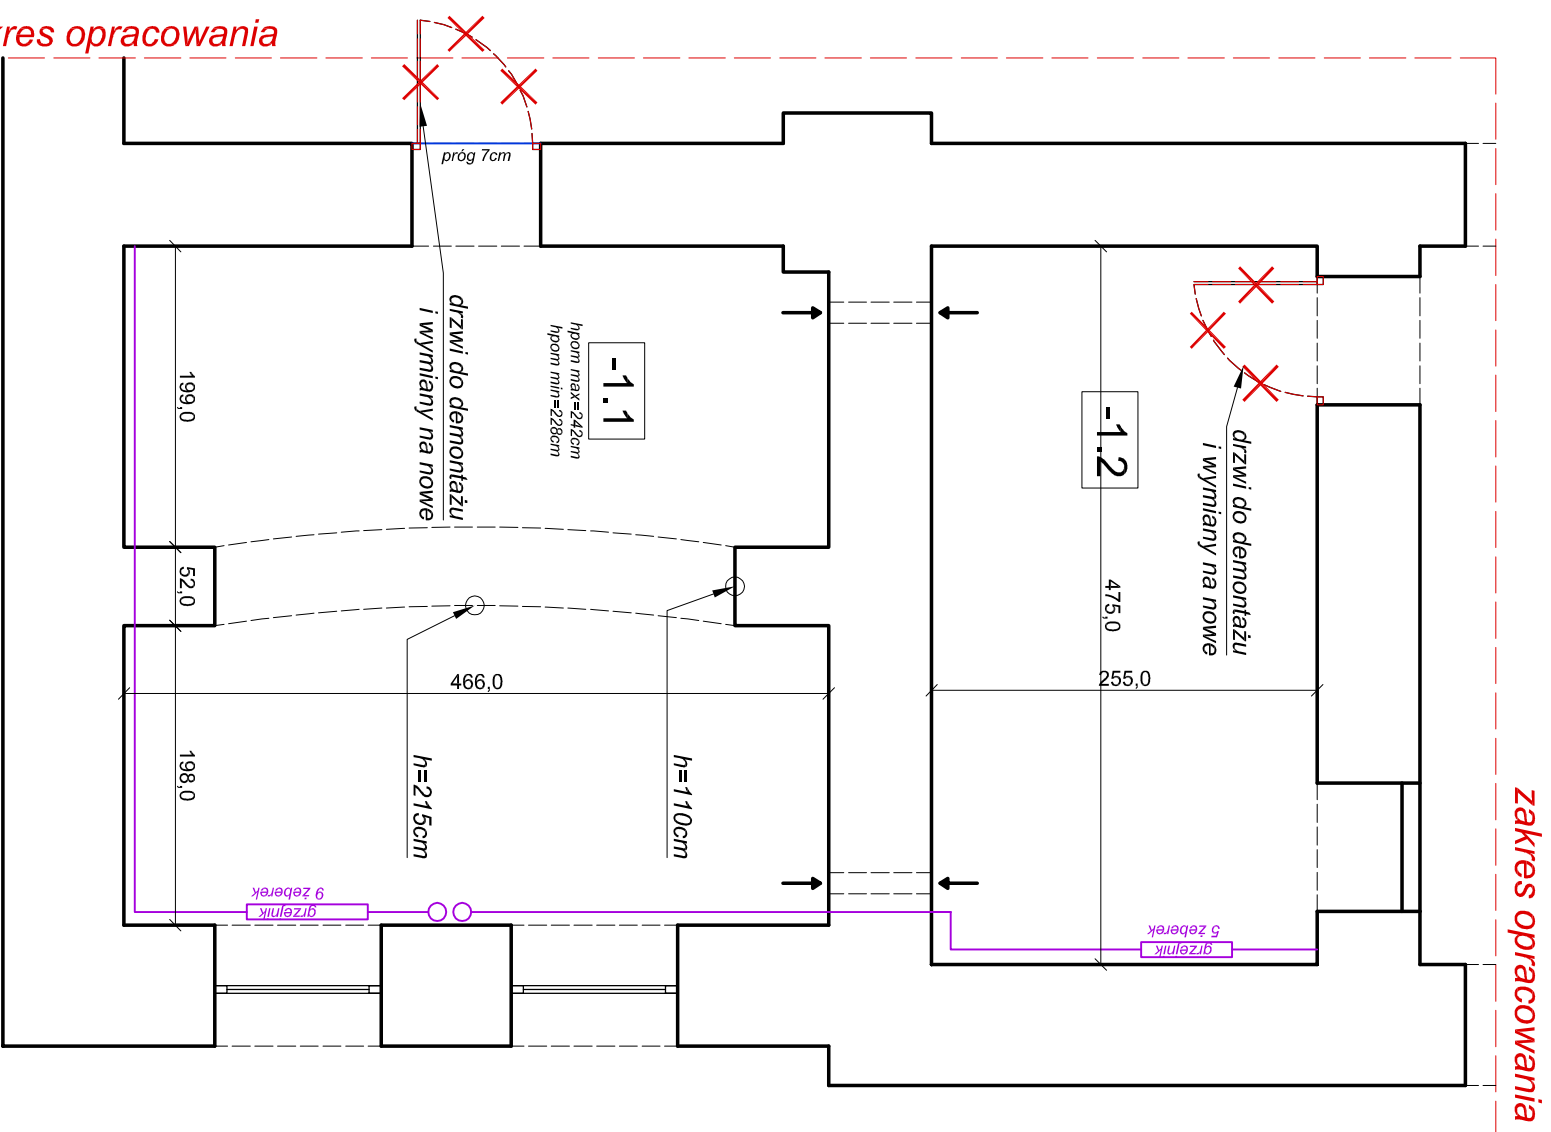 res opracowania
próg 7cm
drzwi do demontażu
i wymiany na nowe
-1.1
hpom max=242cm
hpom min=228cm
-1.2
drzwi do demontażu
i wymiany na nowe
199,0
52,0
198,0
466,0
475,0
255,0
h=215cm
h=110cm
9 żeberek
grzejnik
5 żeberek
grzejnik
zakres opracowania